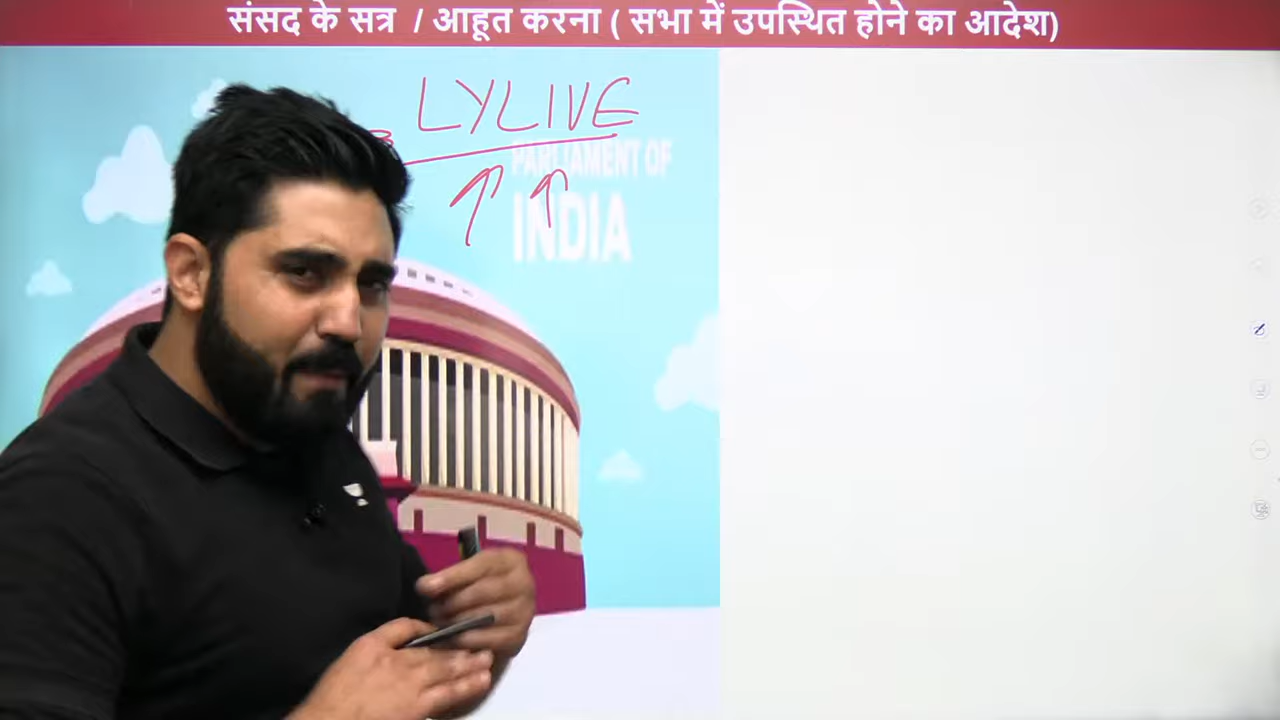 संसद के सत्र / आहूत करना ( सभा में उपस्थित होने का आदेश)
LYLIVE
PARLIAMENT OF
INDIA